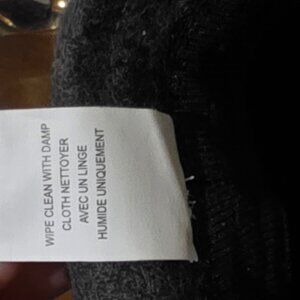 WIPE CLEAN WITH DAMP
CLOTH NETTOYER
AVEC UN LINGE
HUMIDE UNIQUEMENT